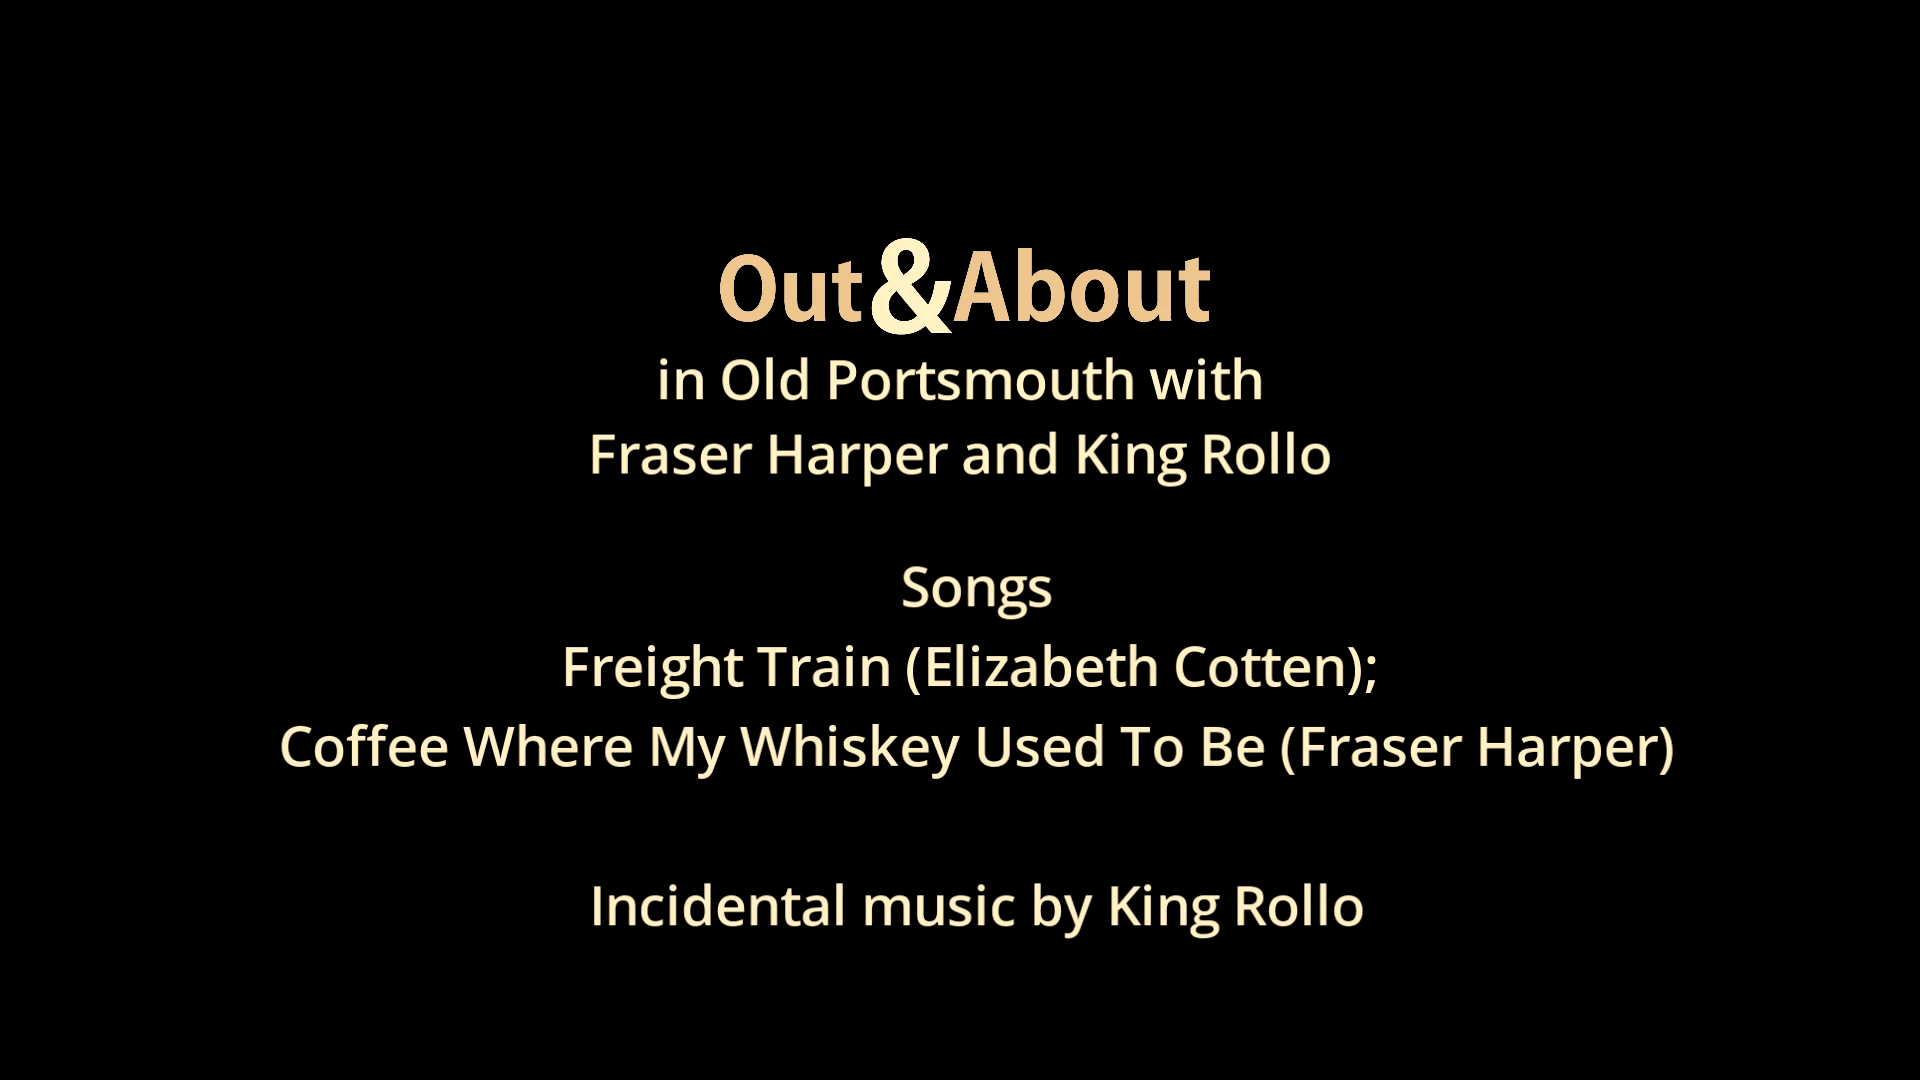 Out&About
in Old Portsmouth with
Fraser Harper and King Rollo
Songs
Freight Train (Elizabeth Cotten);
Coffee Where My Whiskey Used To Be (Fraser Harper)
Incidental music by King Rollo